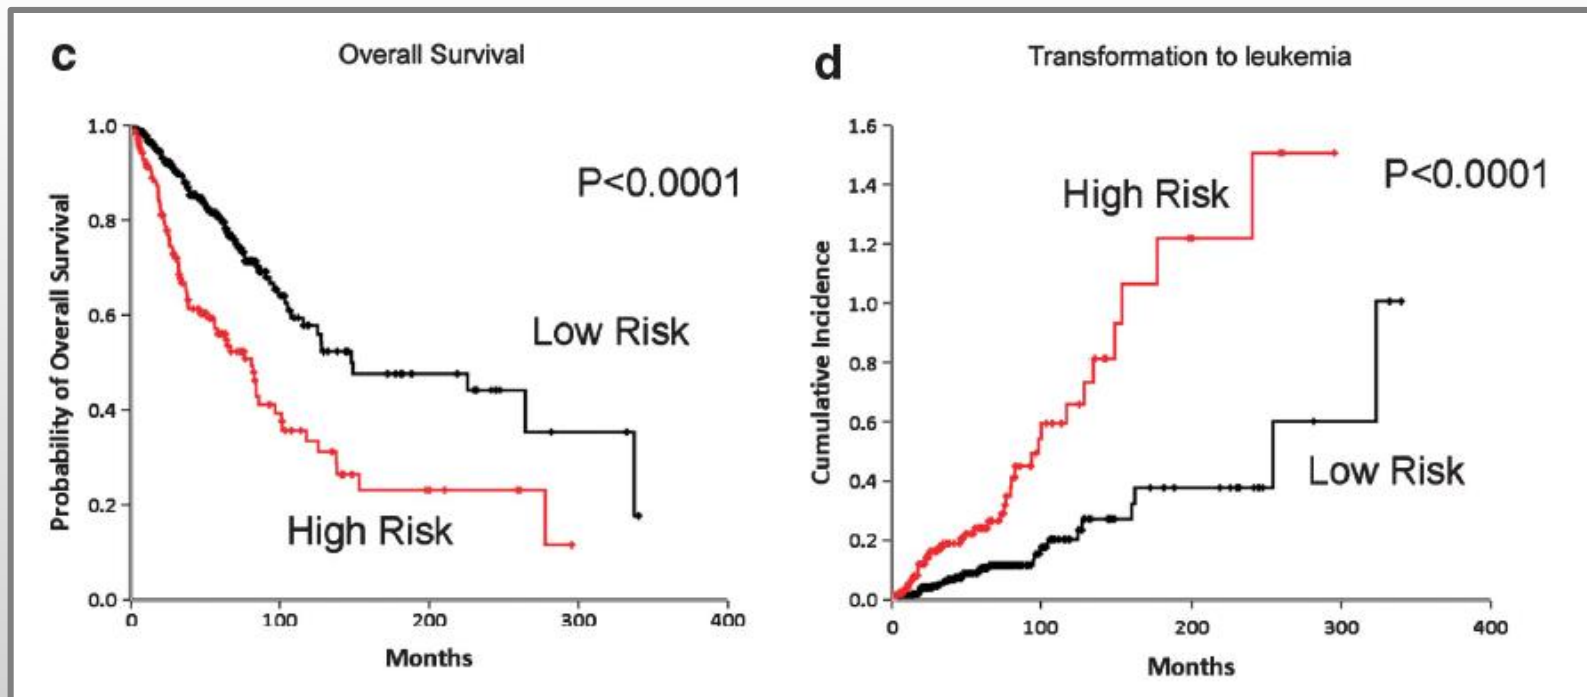 c
Overall Survival
Probability of Overall Survival
1.0
0.8
0.6
0.4
0.2
0.0
P<0.0001
Low Risk
High Risk
0 100 200 300 400
Months
d
Transformation to leukemia
Cumulative Incidence
1.6
1.4
1.2
1.0
0.8
0.6
0.4
0.2
0.0
High Risk
P<0.0001
Low Risk
0 100 200 300 400
Months